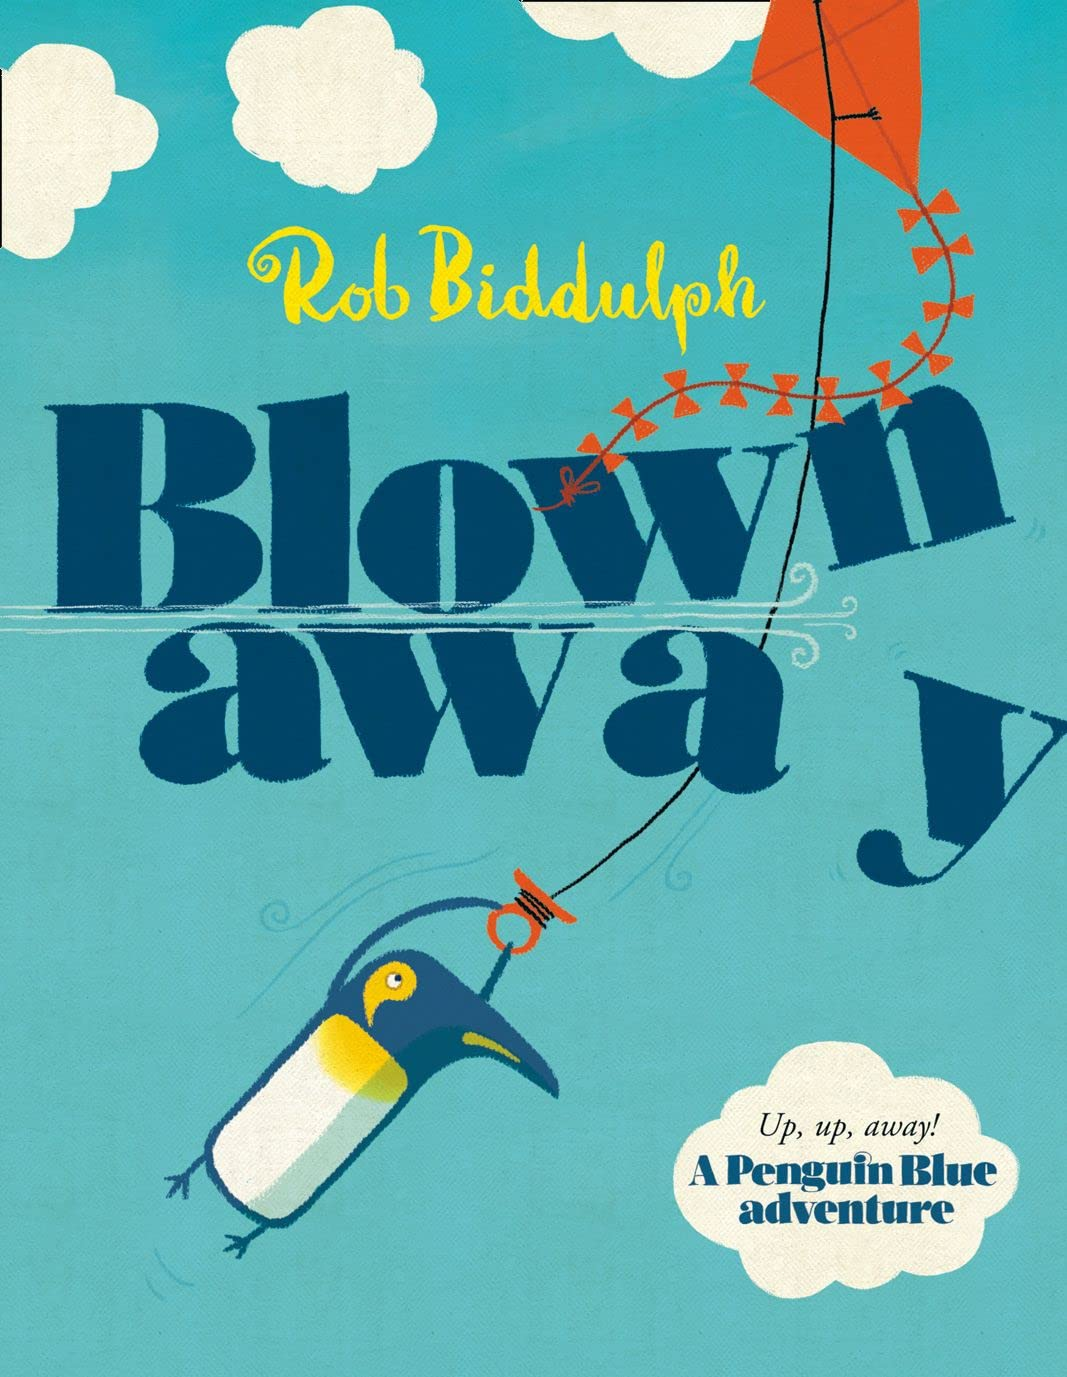 Rob Biddulph
Blown
away
Up, up, away!
A Penguin Blue
adventure